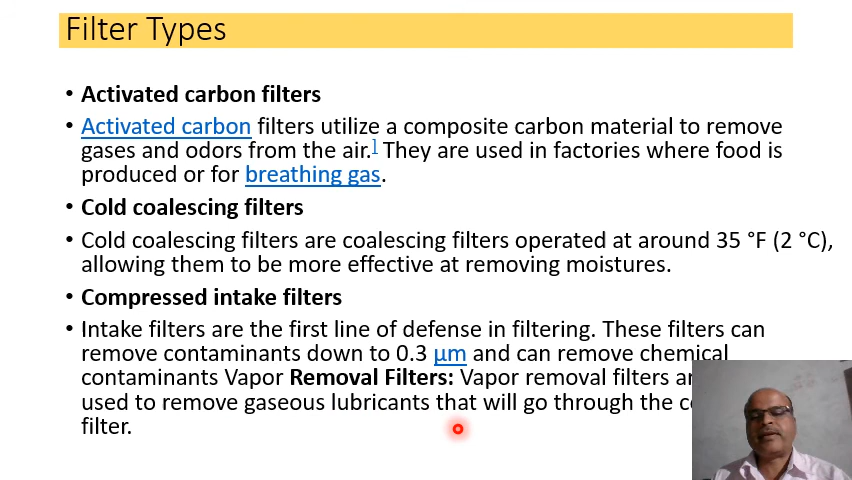 Filter Types
• Activated carbon filters
• Activated carbon filters utilize a composite carbon material to remove
gases and odors from the air.] They are used in factories where food is
produced or for breathing gas.
• Cold coalescing filters
• Cold coalescing filters are coalescing filters operated at around 35 °F (2 °C),
allowing them to be more effective at removing moistures.
• Compressed intake filters
• Intake filters are the first line of defense in filtering. These filters can
remove contaminants down to 0.3 μm and can remove chemical
contaminants Vapor Removal Filters: Vapor removal filters
used to remove gaseous lubricants that will go through the
filter.